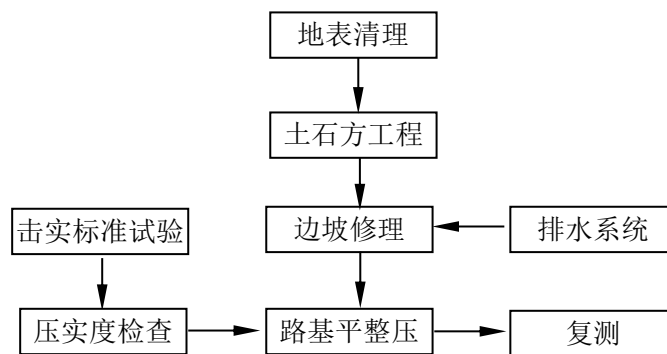 地表清理
土石方工程
击实标准试验
边坡修理
排水系统
压实度检查
路基平整压
复测